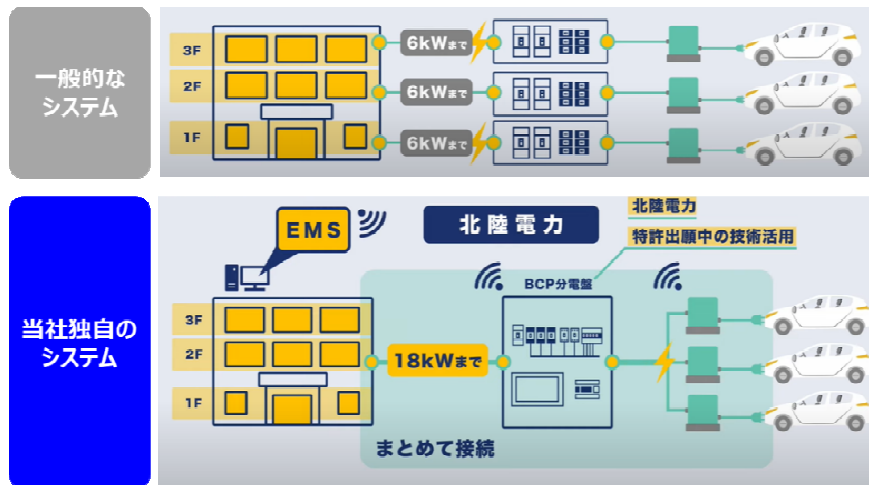 一般的な
システム
3F
2F
1F
6kWまで
6kWまで
6kWまで
当社独自の
システム
EMS
北陸電力
北陸電力
特許出願中の技術活用
BCP分電盤
3F
2F
1F
18kWまで
まとめて接続